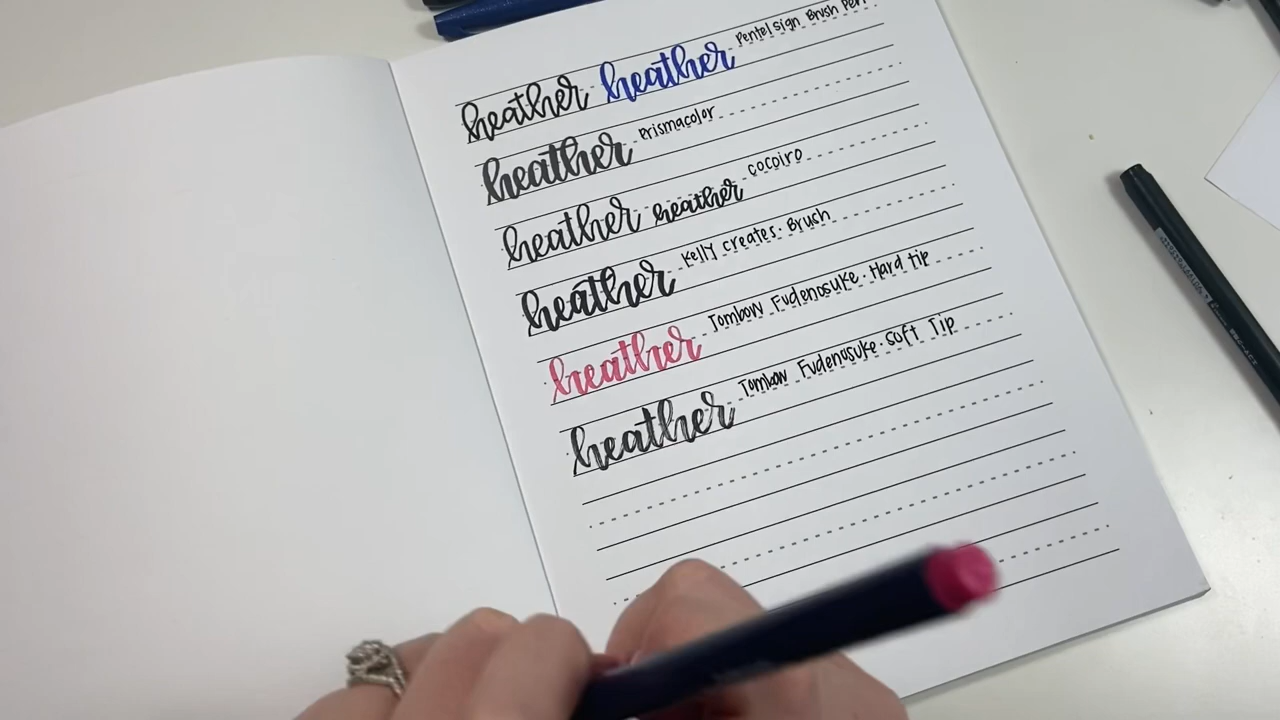 heather heather Pentel Sign Brush Pen
heather Prismacolor
heather heather cocoiro
heather Kelly Creates. Bruch
heather Tombow Fudenosuke. Hard tip
heather Tombow Fudenosuke. Soft Tip